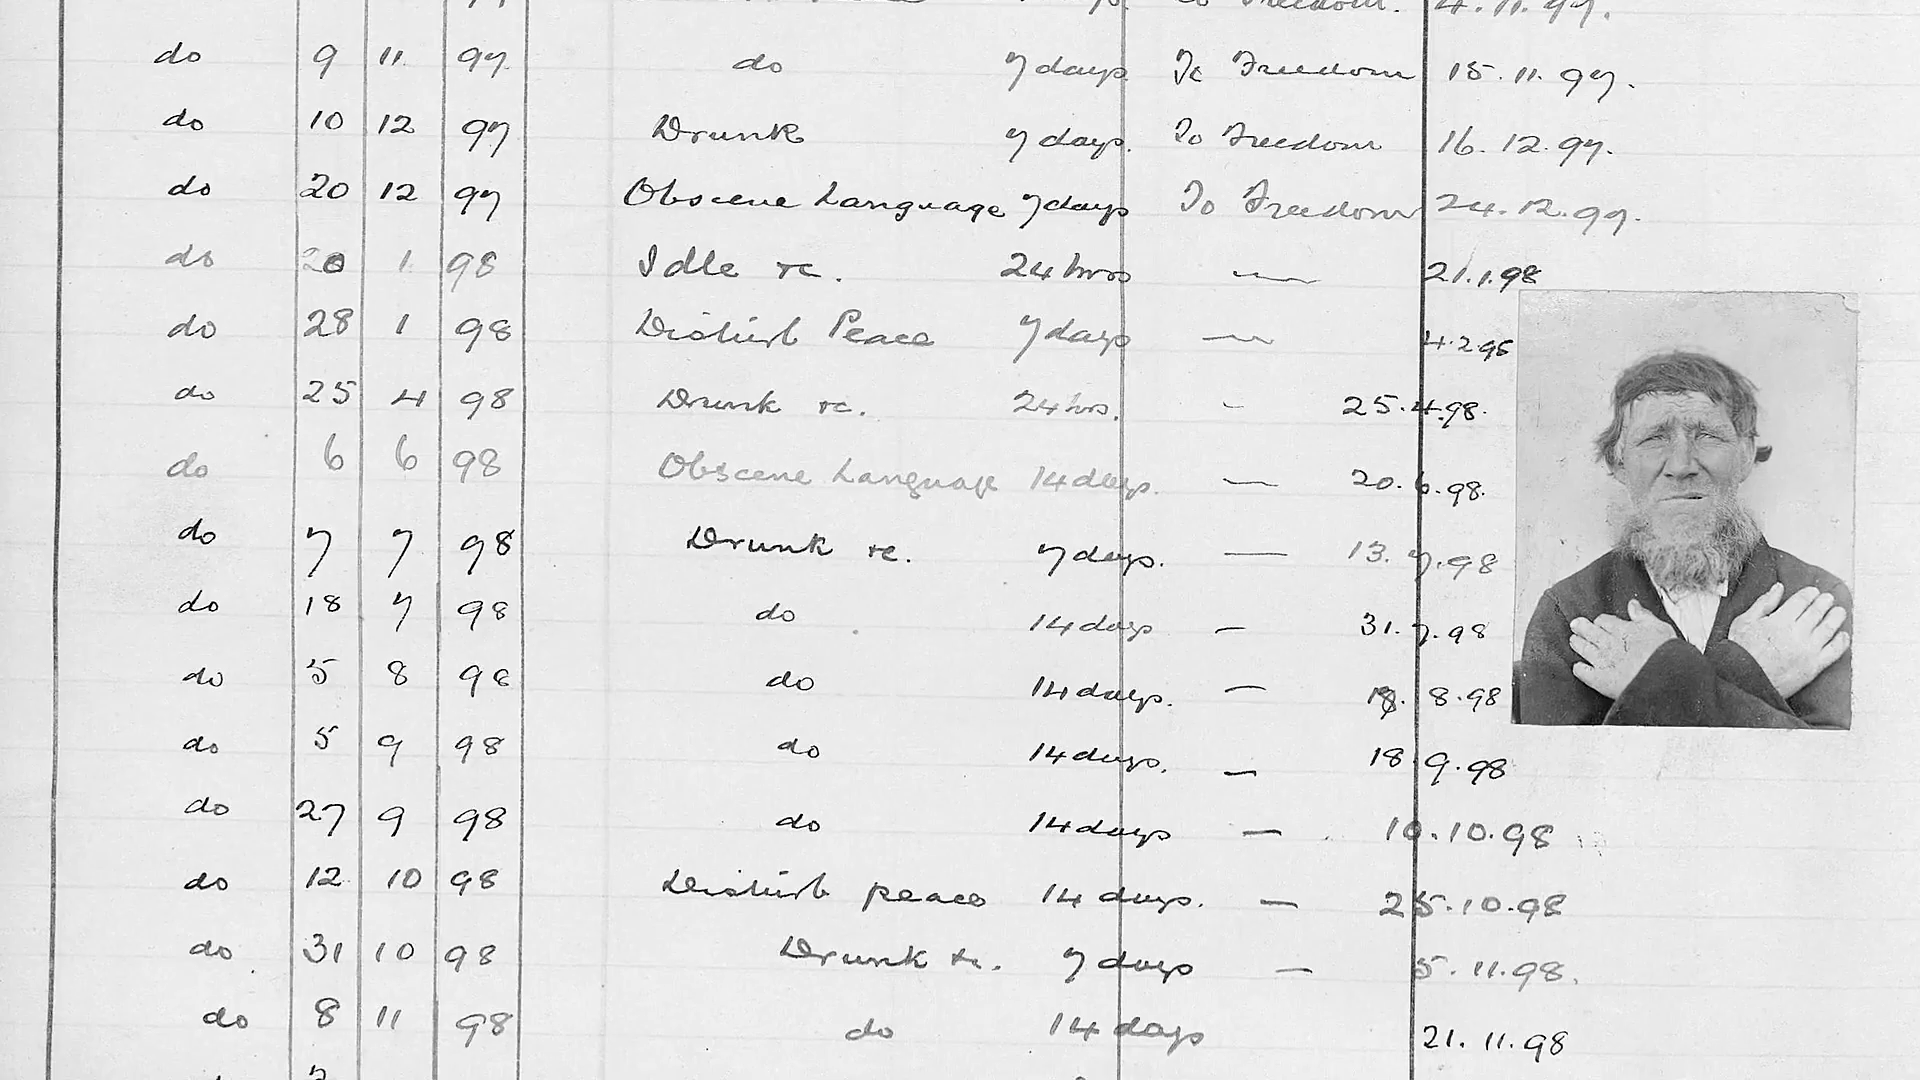 to Freedom. 4.11.97.
do 9 11 97 do 7 days. To Freedom 15.11.97.
do 10 12 97 Drunk 7 days. To Freedom 16.12.97.
do 20 12 97 Obscene Language 7 days To Freedom 24.12.97.
do 20 1 98 Idle &c. 24 hrs — 21.1.98
do 28 1 98 Disturb Peace 7 days — 4.2.98
do 25 4 98 Drunk &c. 24 hrs. - 25.4.98.
do 6 6 98 Obscene Language 14 days. — 20.6.98.
do 7 7 98 Drunk &c. 7 days. — 13.7.98
do 18 7 98 do 14 days — 31.7.98
do 5 8 98 do 14 days. — 8.98
do 5 9 98 do 14 days. — 18.9.98
do 27 9 98 do 14 days — 10.10.98
do 12 10 98 Disturb peace 14 days. — 25.10.98
do 31 10 98 Drunk &c. 7 days — 5.11.98.
do 8 11 98 do 14 days 21.11.98